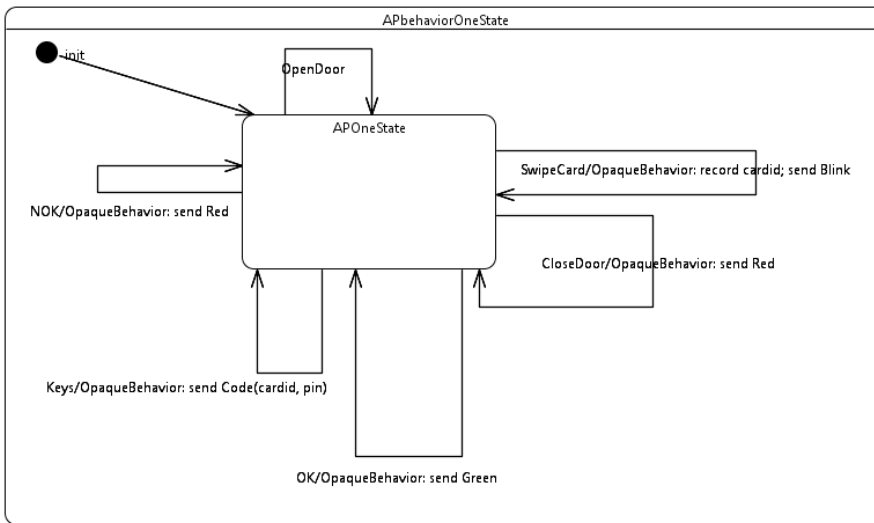 APbehaviorOneState
init
OpenDoor
APOneState
SwipeCard/OpaqueBehavior: record cardid; send Blink
NOK/OpaqueBehavior: send Red
CloseDoor/OpaqueBehavior: send Red
Keys/OpaqueBehavior: send Code(cardid, pin)
OK/OpaqueBehavior: send Green